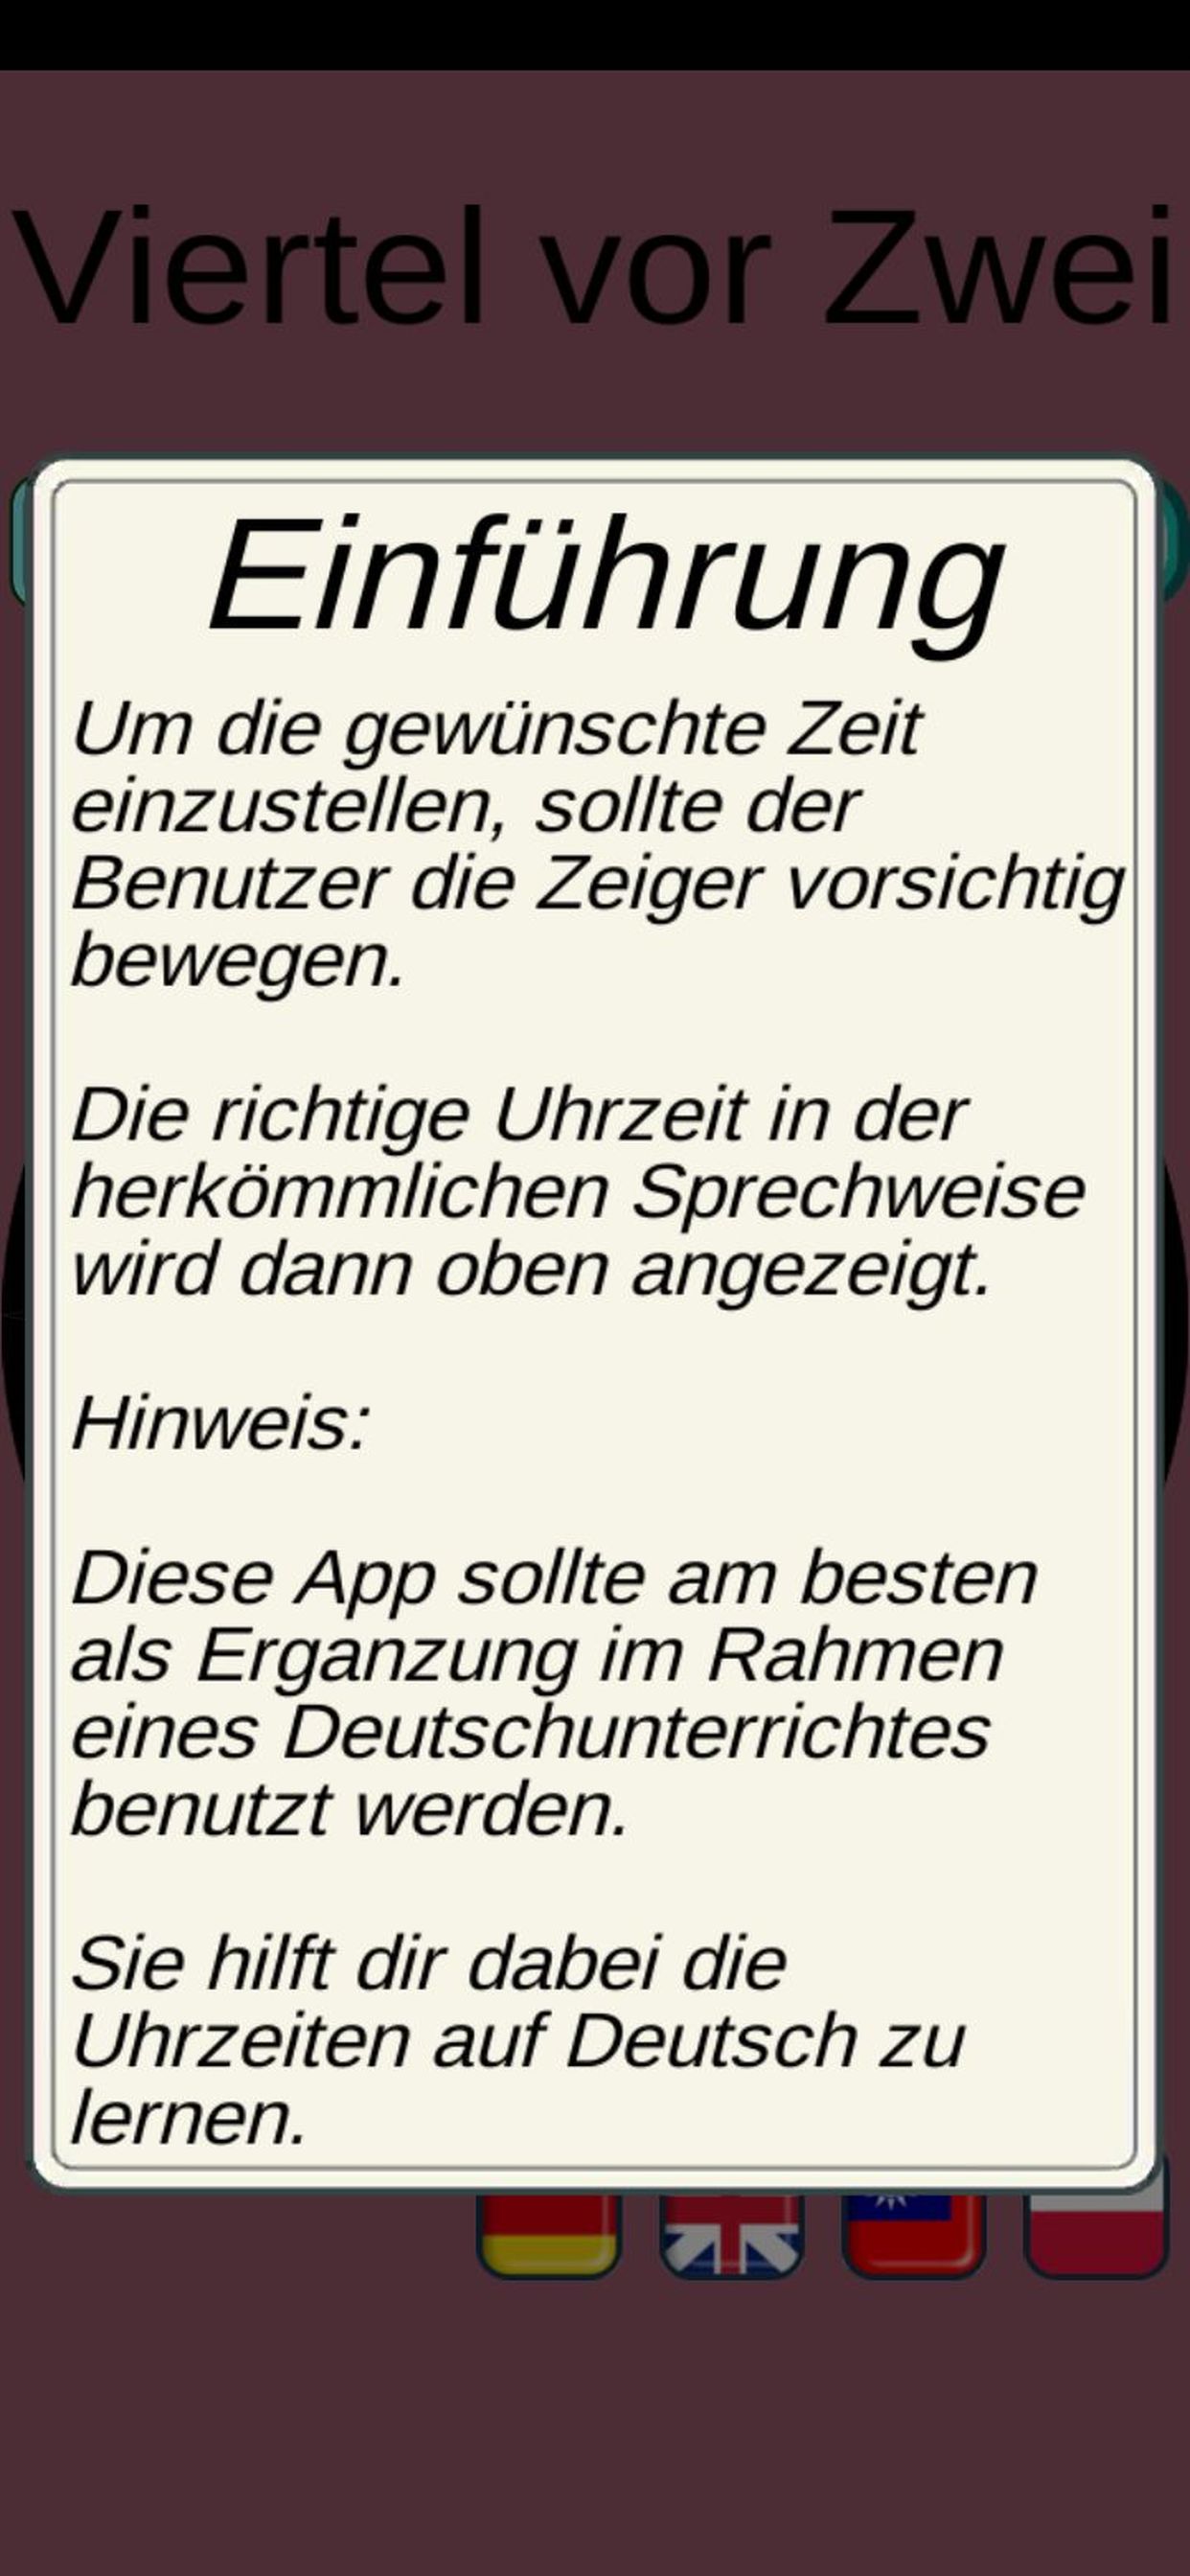 Viertel vor Zwei
Einführung
Um die gewünschte Zeit
einzustellen, sollte der
Benutzer die Zeiger vorsichtig
bewegen.
Die richtige Uhrzeit in der
herkömmlichen Sprechweise
wird dann oben angezeigt.
Hinweis:
Diese App sollte am besten
als Erganzung im Rahmen
eines Deutschunterrichtes
benutzt werden.
Sie hilft dir dabei die
Uhrzeiten auf Deutsch zu
lernen.